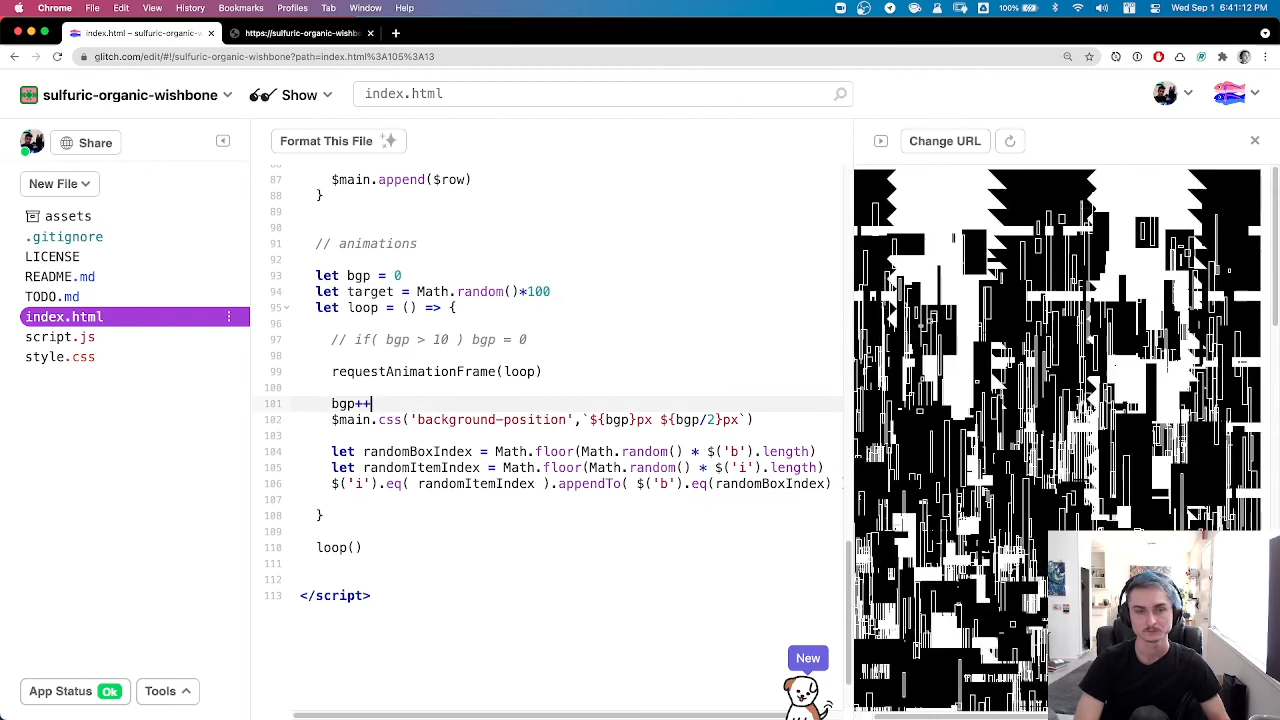 Chrome File Edit View History Bookmarks Profiles Tab Window Help 100% Wed Sep 1 6:41:12 PM
index.html – sulfuric-organic-w
https://sulfuric-organic-wishbo
glitch.com/edit/#!/sulfuric-organic-wishbone?path=index.html%3A105%3A13
sulfuric-organic-wishbone Show index.html
Share Format This File Change URL
New File
assets
.gitignore
LICENSE
README.md
TODO.md
index.html
script.js
style.css
87 $main.append($row)
88 }
89
90
91 // animations
92
93 let bgp = 0
94 let target = Math.random()*100
95 let loop = () => {
96
97 // if( bgp > 10 ) bgp = 0
98
99 requestAnimationFrame(loop)
100
101 bgp++
102 $main.css('background-position',`${bgp}px ${bgp/2}px`)
103
104 let randomBoxIndex = Math.floor(Math.random() * $('b').length)
105 let randomItemIndex = Math.floor(Math.random() * $('i').length)
106 $('i').eq( randomItemIndex ).appendTo( $('b').eq(randomBoxIndex)
107
108 }
109
110 loop()
111
112
113 </script>
New
App Status Ok Tools